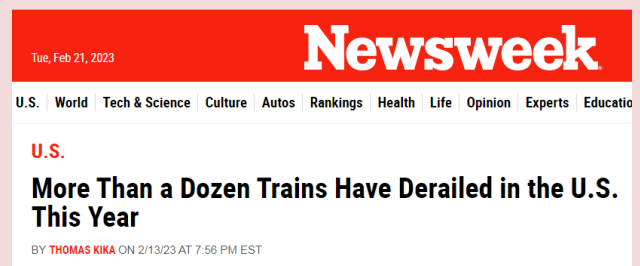 Tue, Feb 21, 2023
Newsweek
U.S. World Tech & Science Culture Autos Rankings Health Life Opinion Experts Educatio
U.S.
More Than a Dozen Trains Have Derailed in the U.S.
This Year
BY THOMAS KIKA ON 2/13/23 AT 7:56 PM EST